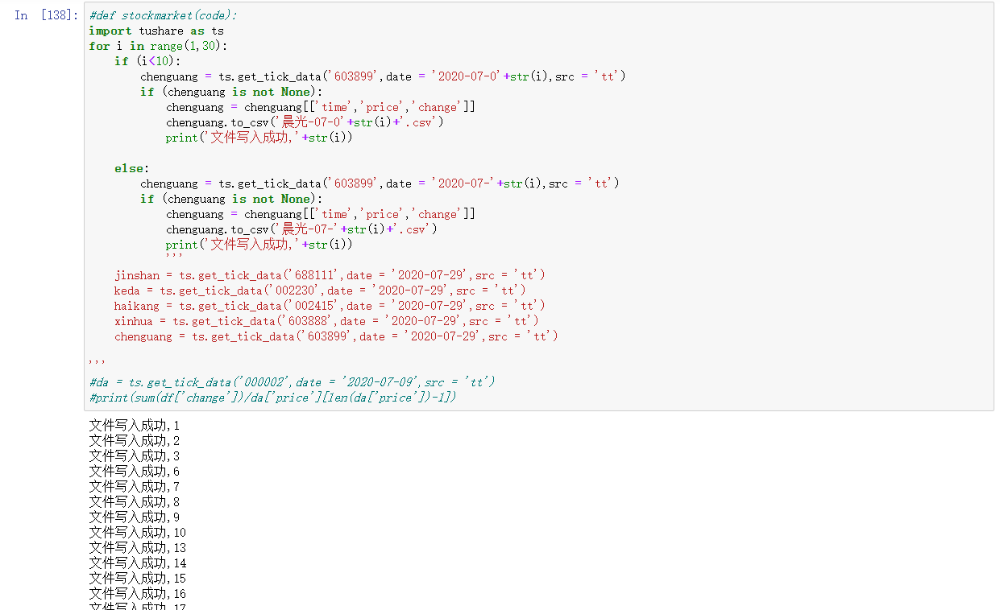 In [138]: #def stockmarket(code):
import tushare as ts
for i in range(1,30):
    if (i<10):
        chenguang = ts.get_tick_data('603899',date = '2020-07-0'+str(i),src = 'tt')
        if (chenguang is not None):
            chenguang = chenguang[['time','price','change']]
            chenguang.to_csv('晨光-07-0'+str(i)+'.csv')
            print('文件写入成功,'+str(i))
    else:
        chenguang = ts.get_tick_data('603899',date = '2020-07-'+str(i),src = 'tt')
        if (chenguang is not None):
            chenguang = chenguang[['time','price','change']]
            chenguang.to_csv('晨光-07-'+str(i)+'.csv')
            print('文件写入成功,'+str(i))
            '''
    jinshan = ts.get_tick_data('688111',date = '2020-07-29',src = 'tt')
    keda = ts.get_tick_data('002230',date = '2020-07-29',src = 'tt')
    haikang = ts.get_tick_data('002415',date = '2020-07-29',src = 'tt')
    xinhua = ts.get_tick_data('603888',date = '2020-07-29',src = 'tt')
    chenguang = ts.get_tick_data('603899',date = '2020-07-29',src = 'tt')
'''
#da = ts.get_tick_data('000002',date = '2020-07-09',src = 'tt')
#print(sum(df['change'])/da['price'][len(da['price'])-1])
文件写入成功,1
文件写入成功,2
文件写入成功,3
文件写入成功,6
文件写入成功,7
文件写入成功,8
文件写入成功,9
文件写入成功,10
文件写入成功,13
文件写入成功,14
文件写入成功,15
文件写入成功,16
文件写入成功,17